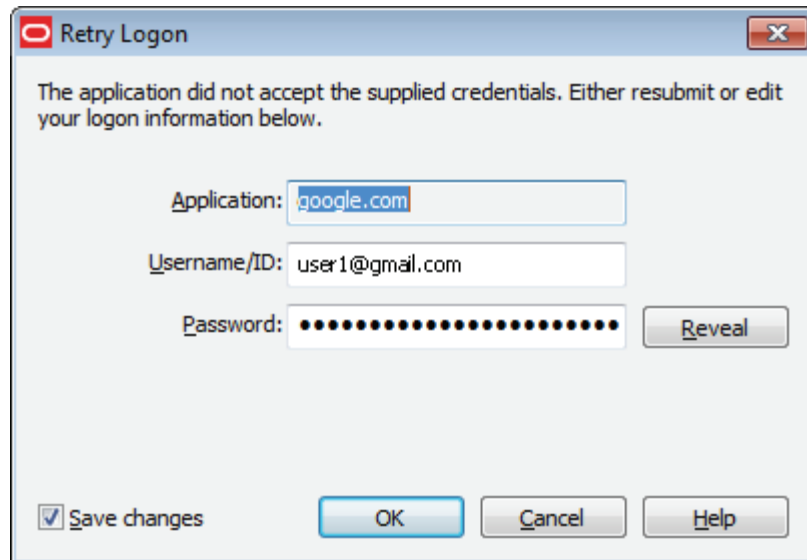 Retry Logon
The application did not accept the supplied credentials. Either resubmit or edit
your logon information below.
Application: google.com
Username/ID: user1@gmail.com
Password: ●●●●●●●●●●●●●●●●●●●●●●● Reveal
Save changes OK Cancel Help